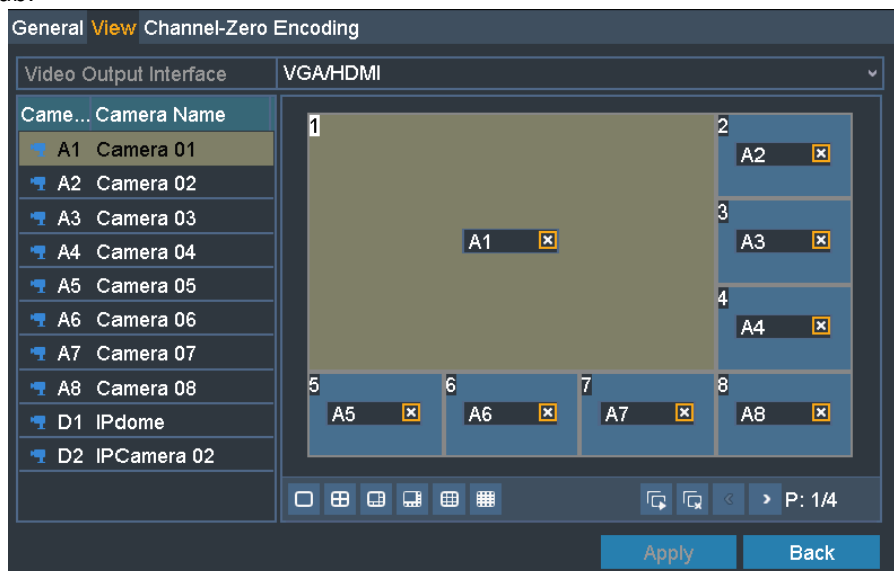 General View Channel-Zero Encoding
Video Output Interface VGA/HDMI
Came... Camera Name
A1 Camera 01
A2 Camera 02
A3 Camera 03
A4 Camera 04
A5 Camera 05
A6 Camera 06
A7 Camera 07
A8 Camera 08
D1 IPdome
D2 IPCamera 02
1
A1
2
A2
3
A3
4
A4
5
A5
6
A6
7
A7
8
A8
P: 1/4
Apply Back